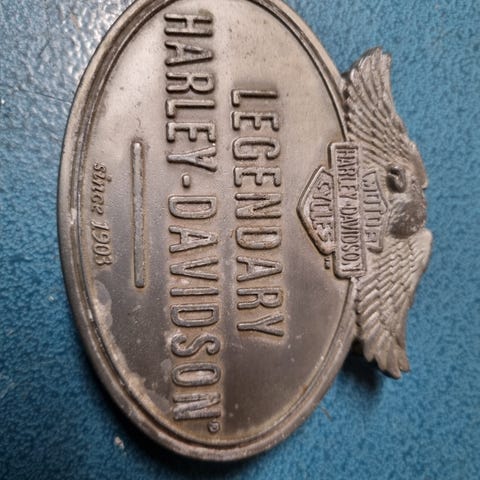 MOTOR
HARLEY-DAVIDSON
CYCLES
LEGENDARY
HARLEY-DAVIDSON®
since 1903